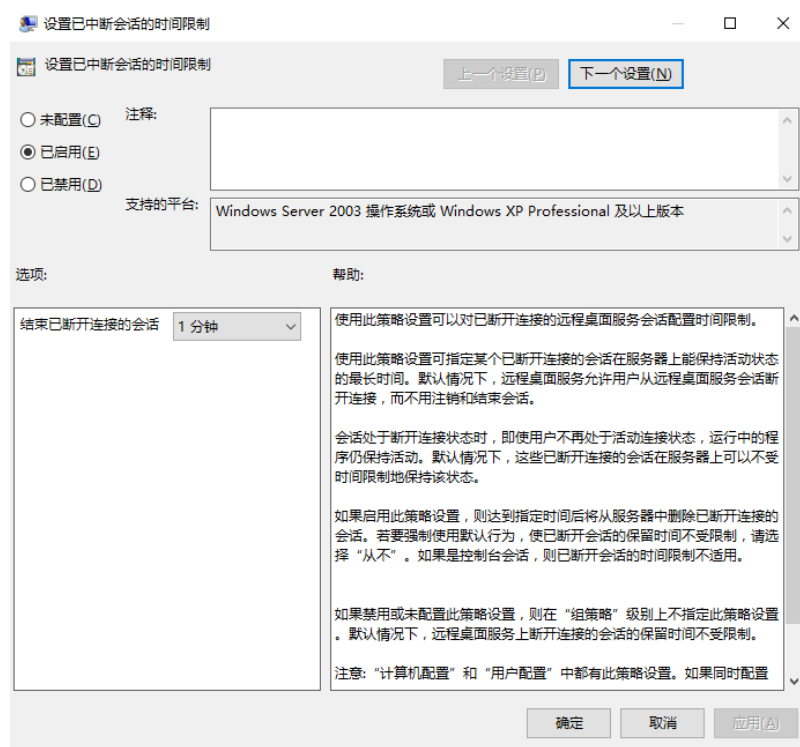 设置已中断会话的时间限制
设置已中断会话的时间限制
上一个设置(P)
下一个设置(N)
未配置(C)
注释:
已启用(E)
已禁用(D)
支持的平台:
Windows Server 2003 操作系统或 Windows XP Professional 及以上版本
选项:
帮助:
结束已断开连接的会话
1 分钟
使用此策略设置可以对已断开连接的远程桌面服务会话配置时间限制。
使用此策略设置可指定某个已断开连接的会话在服务器上能保持活动状态
的最长时间。默认情况下，远程桌面服务允许用户从远程桌面服务会话断
开连接，而不用注销和结束会话。
会话处于断开连接状态时，即使用户不再处于活动连接状态，运行中的程
序仍保持活动。默认情况下，这些已断开连接的会话在服务器上可以不受
时间限制地保持该状态。
如果启用此策略设置，则达到指定时间后将从服务器中删除已断开连接的
会话。若要强制使用默认行为，使已断开会话的保留时间不受限制，请选
择“从不”。如果是控制台会话，则已断开会话的时间限制不适用。
如果禁用或未配置此策略设置，则在“组策略”级别上不指定此策略设置
。默认情况下，远程桌面服务上断开连接的会话的保留时间不受限制。
注意:“计算机配置”和“用户配置”中都有此策略设置。如果同时配置
确定
取消
应用(A)